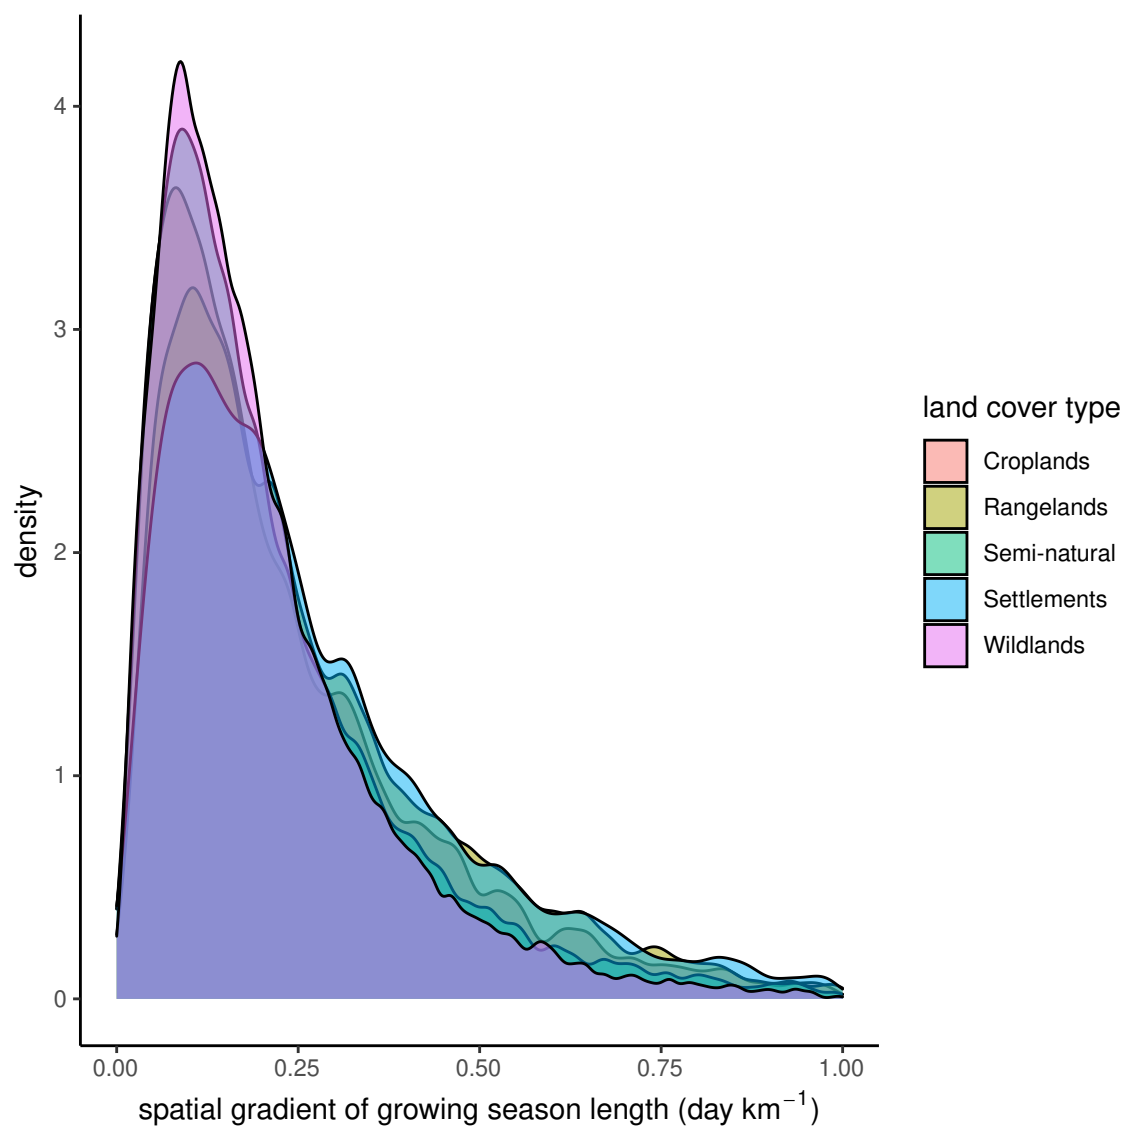 density
4
3
2
1
0
0.00 0.25 0.50 0.75 1.00
spatial gradient of growing season length (day km⁻¹)
land cover type
Croplands
Rangelands
Semi-natural
Settlements
Wildlands